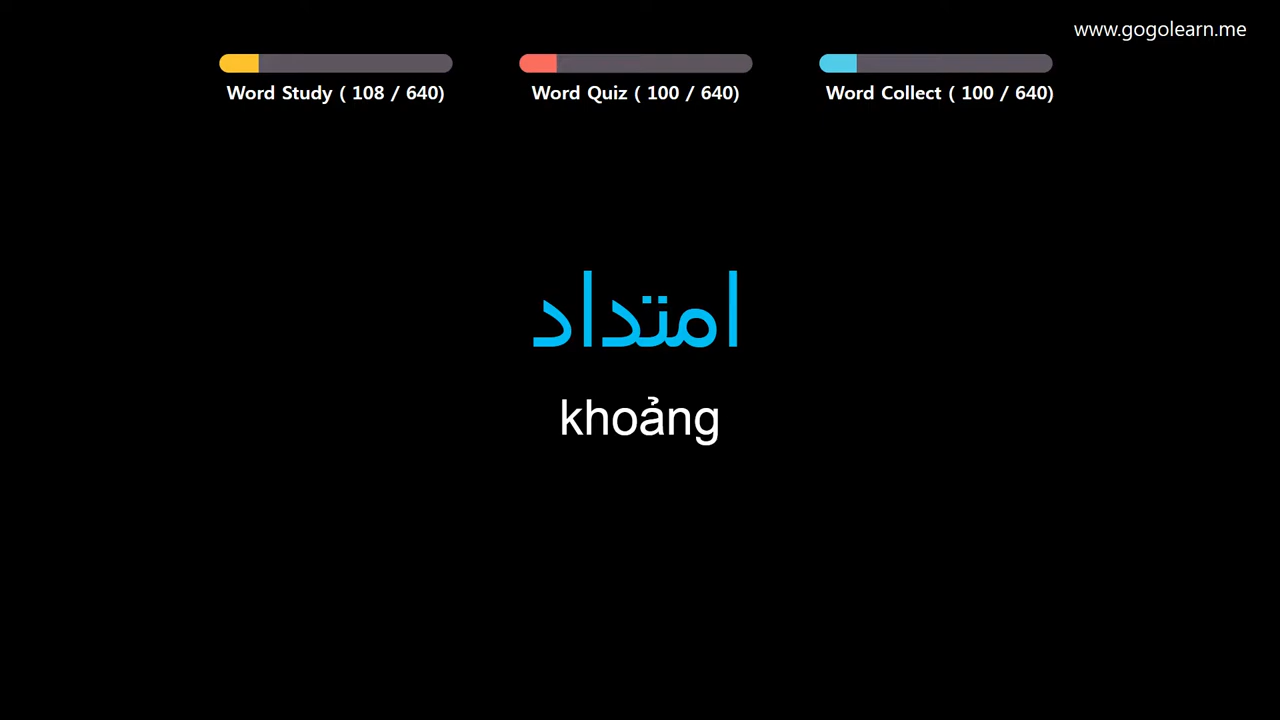 www.gogolearn.me
Word Study ( 108 / 640)
Word Quiz ( 100 / 640)
Word Collect ( 100 / 640)
امتداد
khoảng